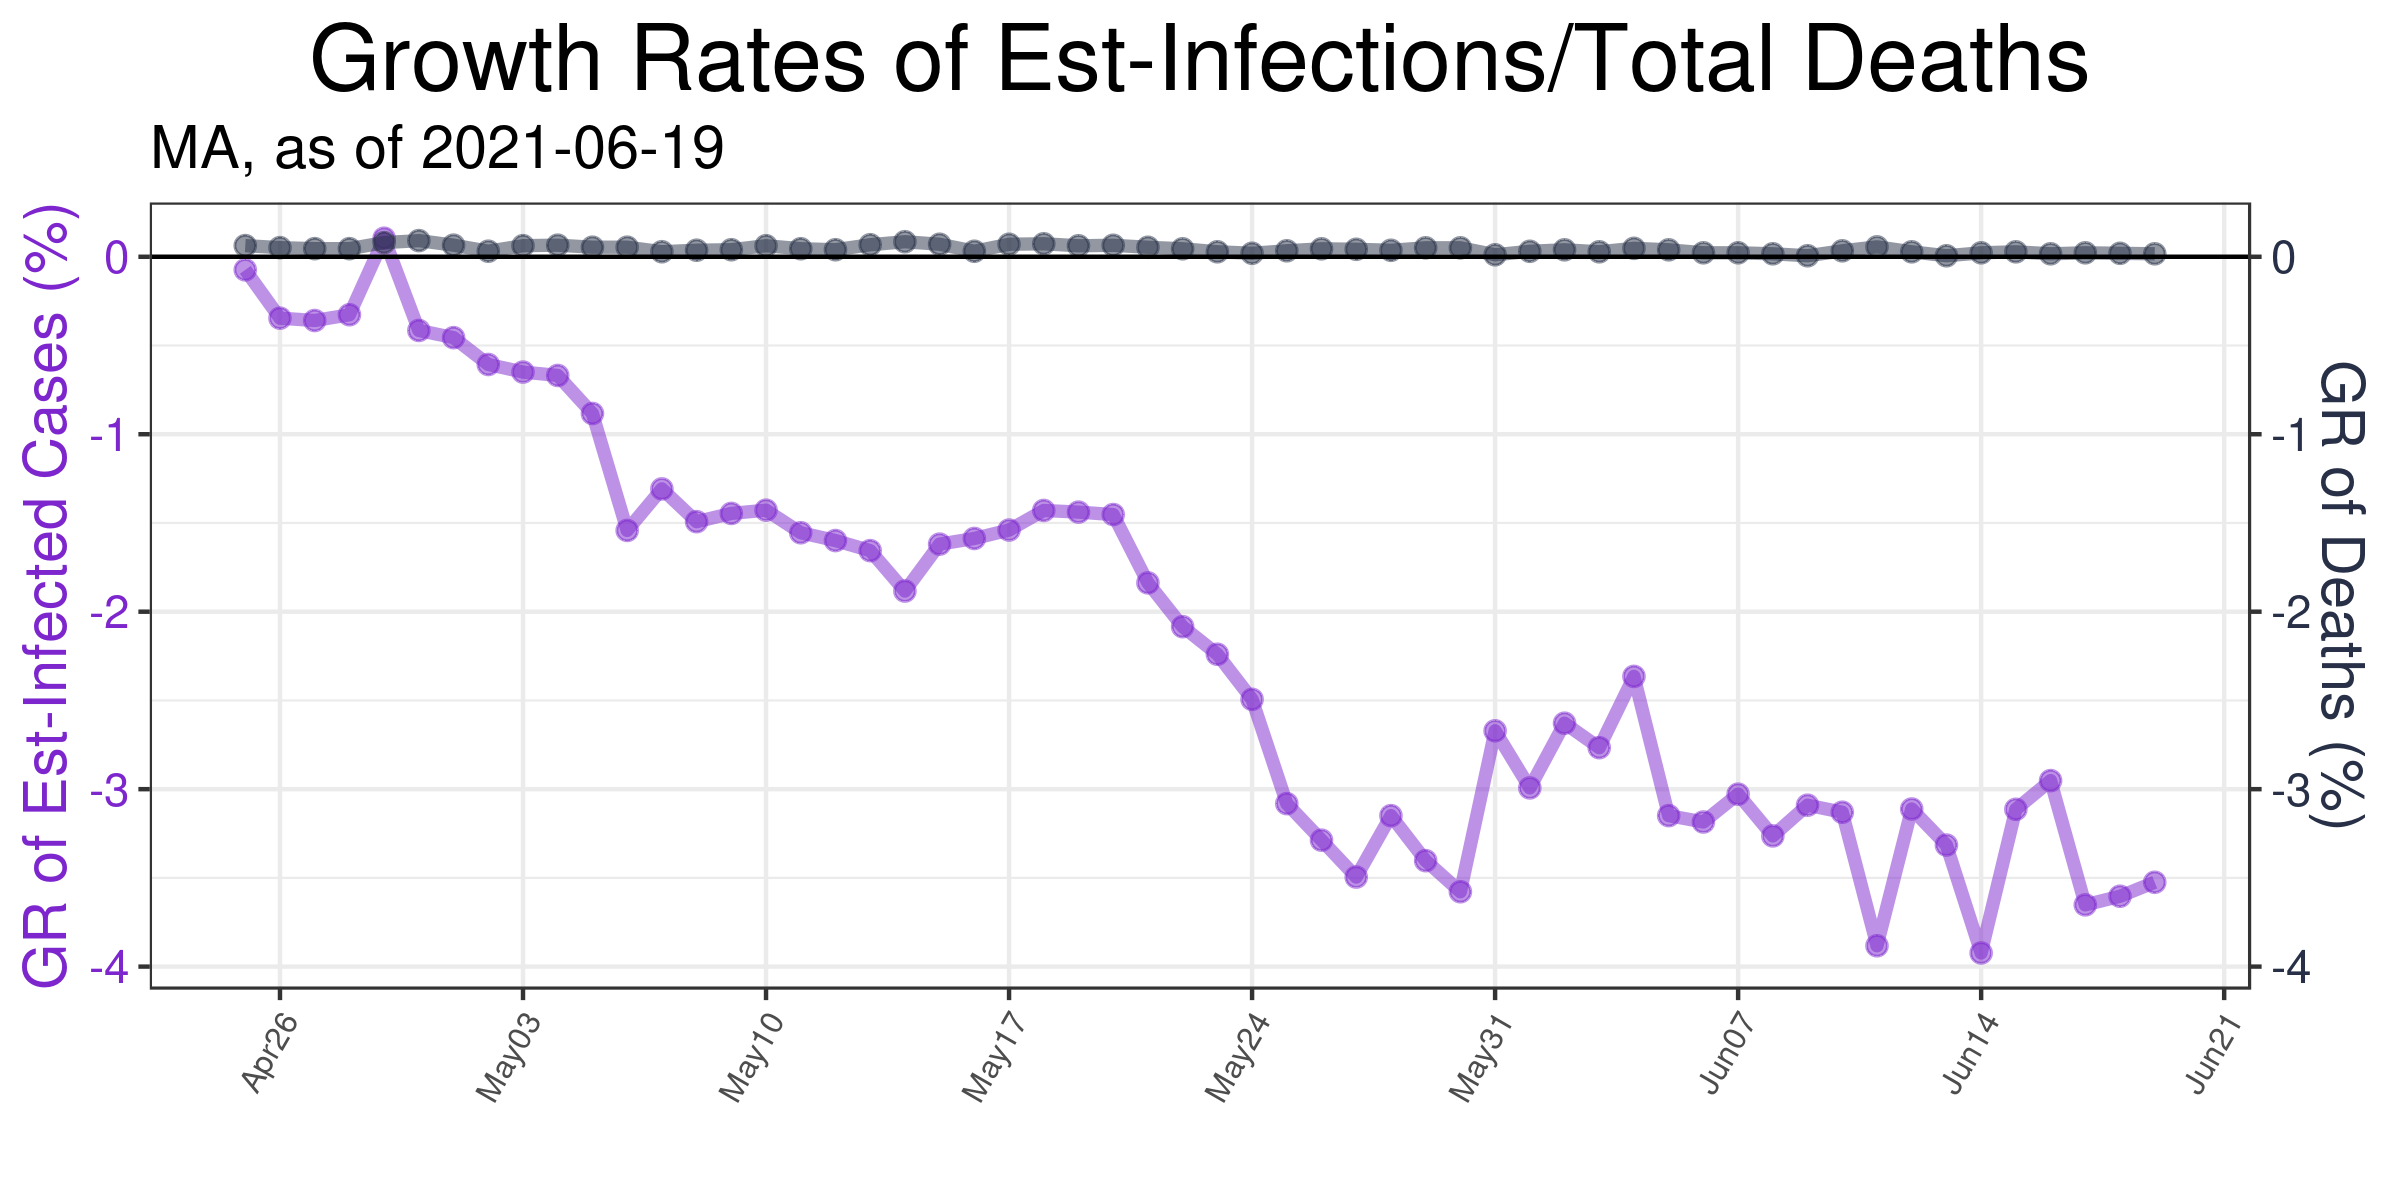 Growth Rates of Est-Infections/Total Deaths
MA, as of 2021-06-19
GR of Est-Infected Cases (%)
0
-1
-2
-3
-4
0
-1
-2
-3
-4
GR of Deaths (%)
Apr26
May03
May10
May17
May24
May31
Jun07
Jun14
Jun21